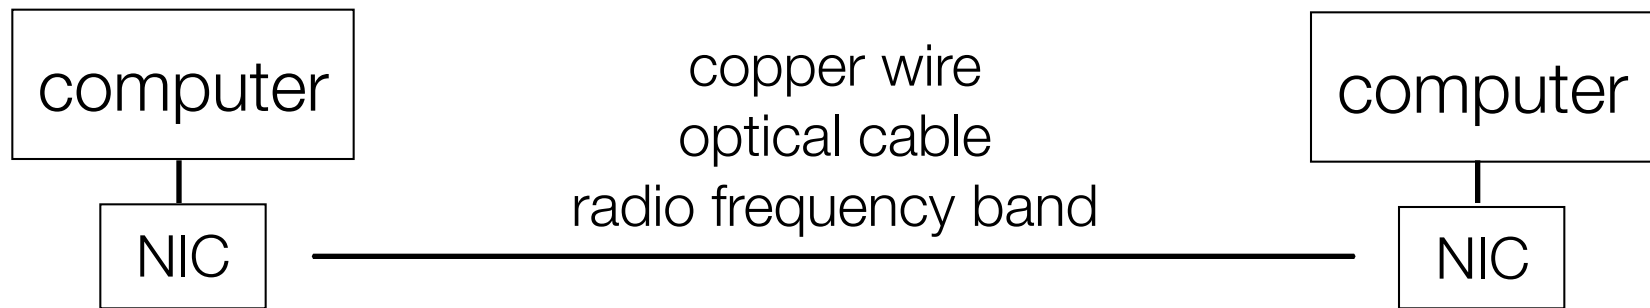 computer
NIC
copper wire
optical cable
radio frequency band
computer
NIC